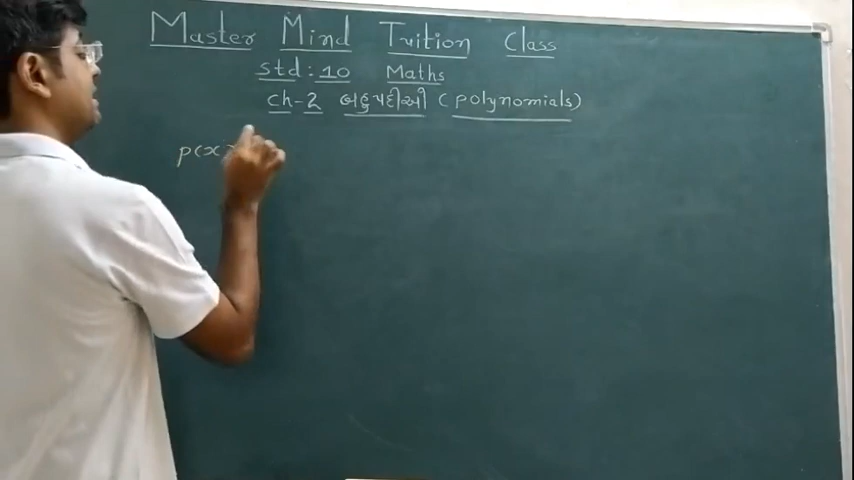 Master Mind Tuition Class
std : 10 Maths
ch-2 બહુપદીઓ (polynomials)
p(x)